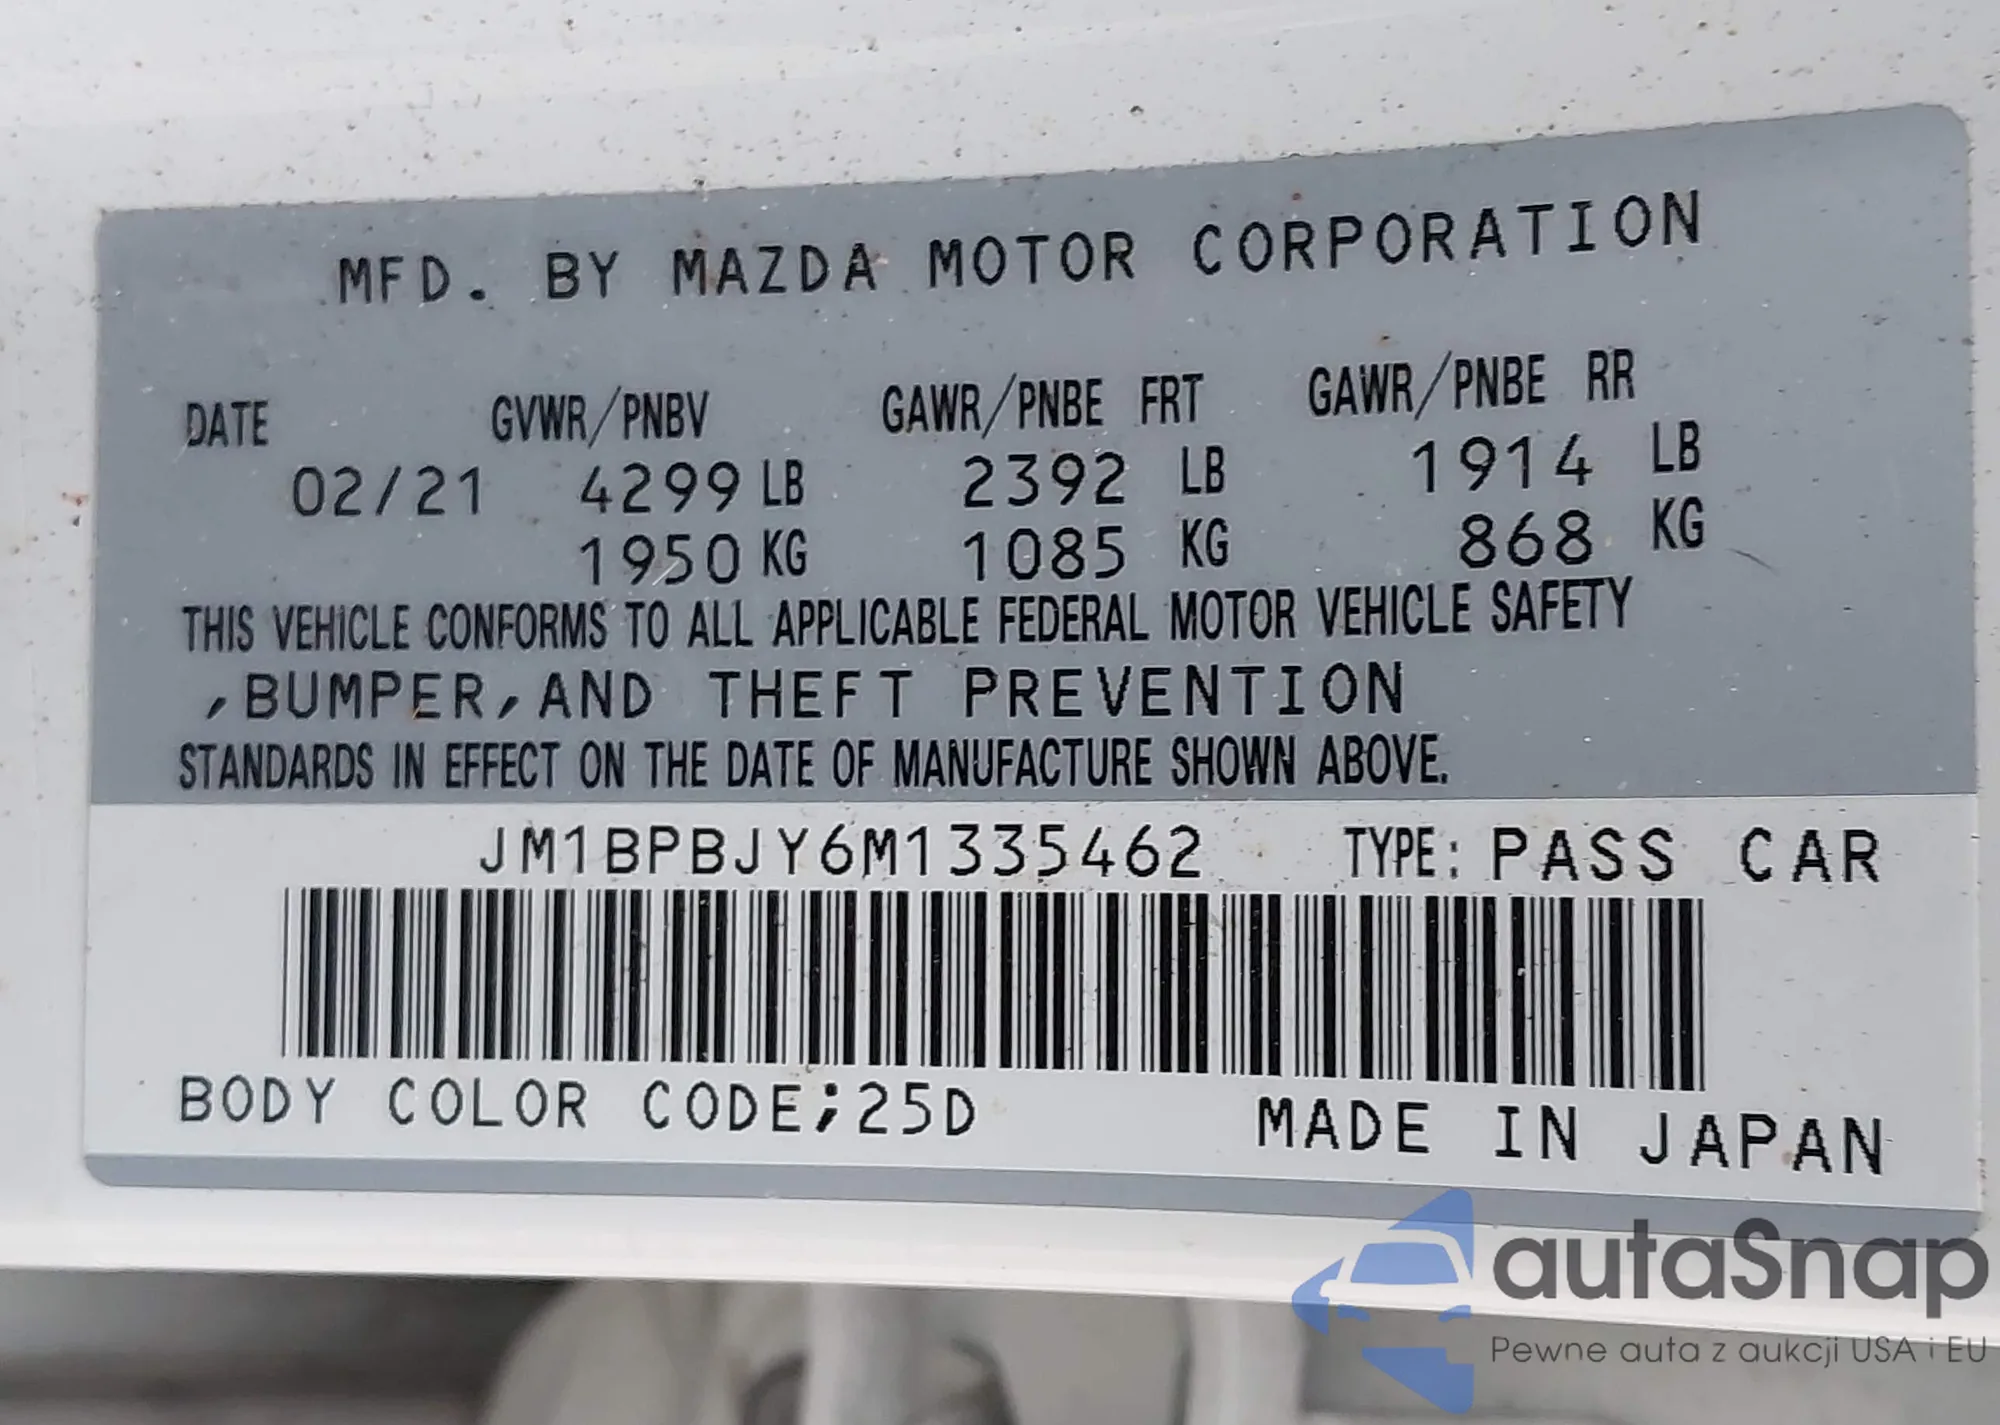 MFD. BY MAZDA MOTOR CORPORATION
DATE GVWR/PNBV GAWR/PNBE FRT GAWR/PNBE RR
02/21 4299 LB 2392 LB 1914 LB
1950 KG 1085 KG 868 KG
THIS VEHICLE CONFORMS TO ALL APPLICABLE FEDERAL MOTOR VEHICLE SAFETY
,BUMPER,AND THEFT PREVENTION
STANDARDS IN EFFECT ON THE DATE OF MANUFACTURE SHOWN ABOVE.
JM1BPBJY6M1335462 TYPE: PASS CAR
BODY COLOR CODE;25D MADE IN JAPAN
autaSnap
Pewne auta z aukcji USA i EU